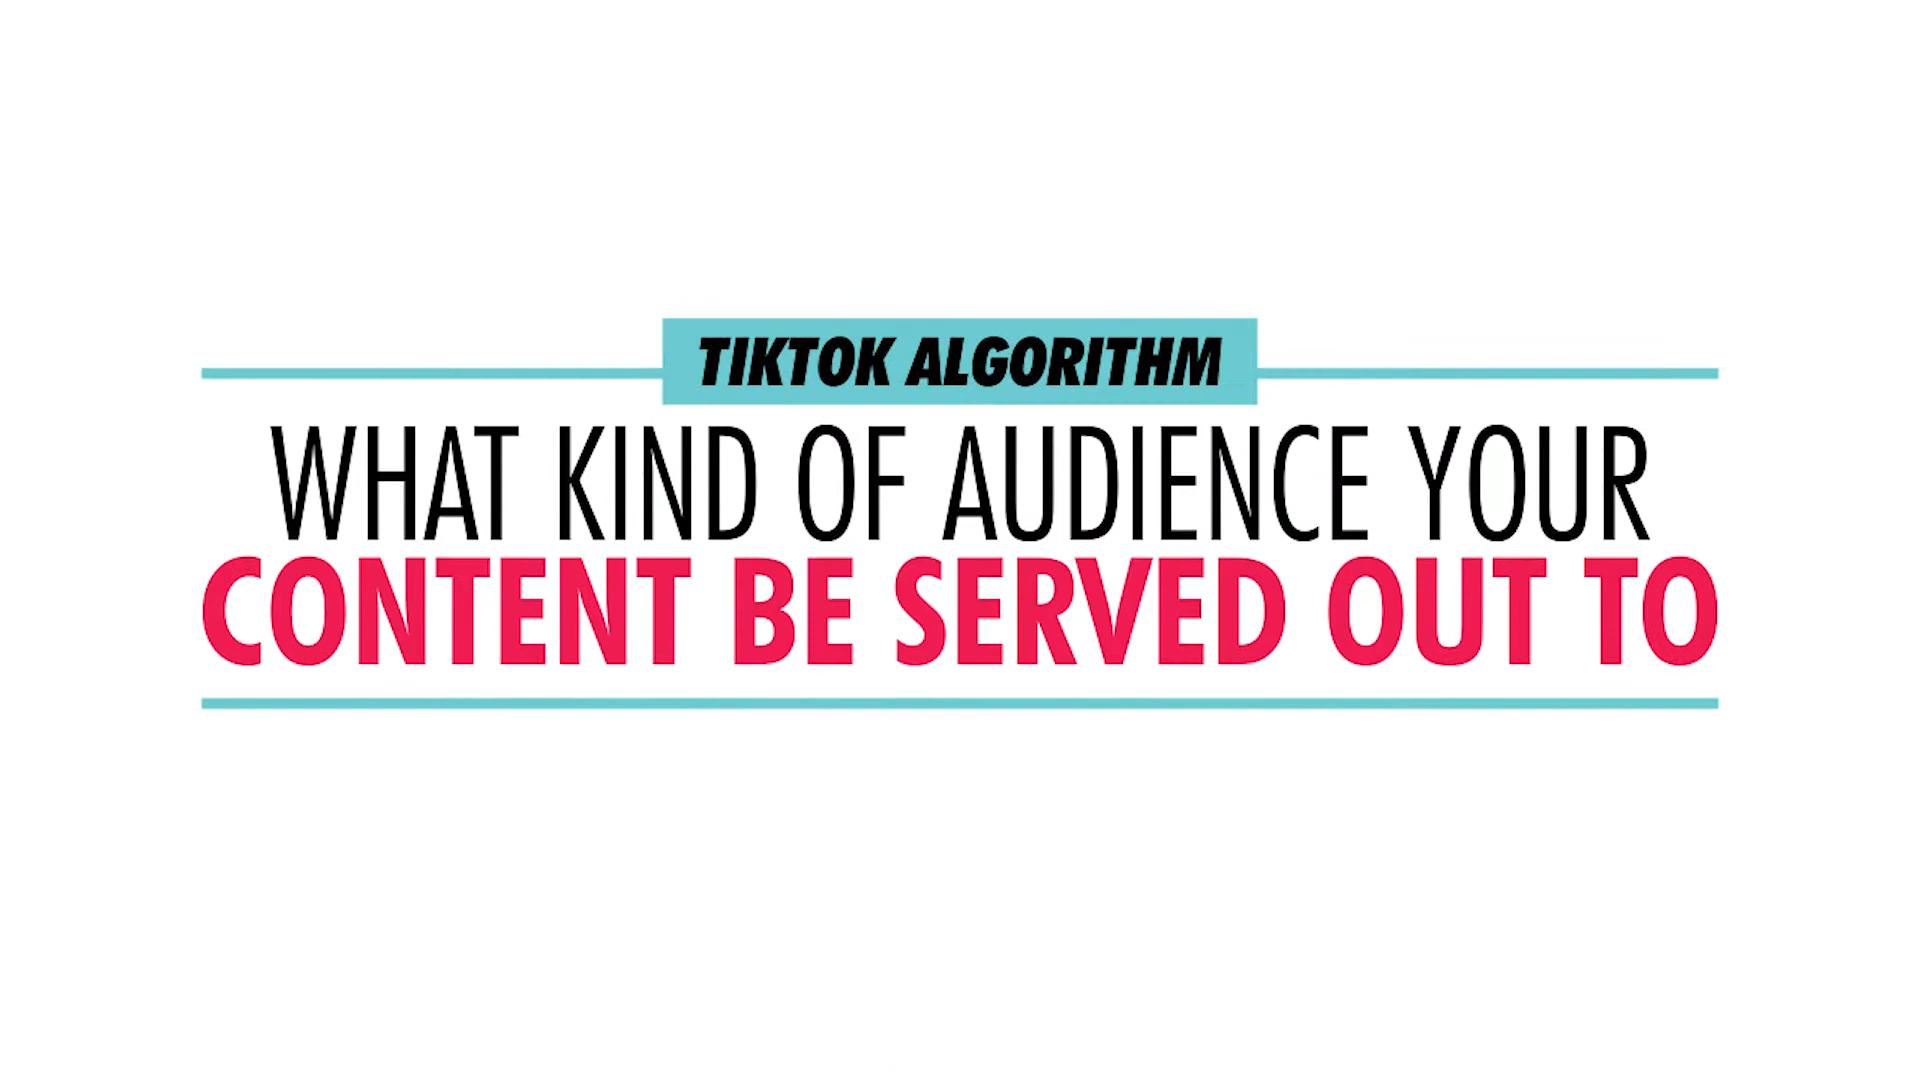 TIKTOK ALGORITHM
WHAT KIND OF AUDIENCE YOUR
CONTENT BE SERVED OUT TO